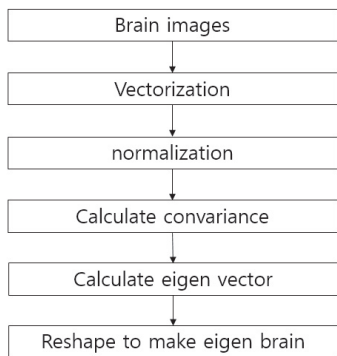 Brain images
Vectorization
normalization
Calculate convariance
Calculate eigen vector
Reshape to make eigen brain